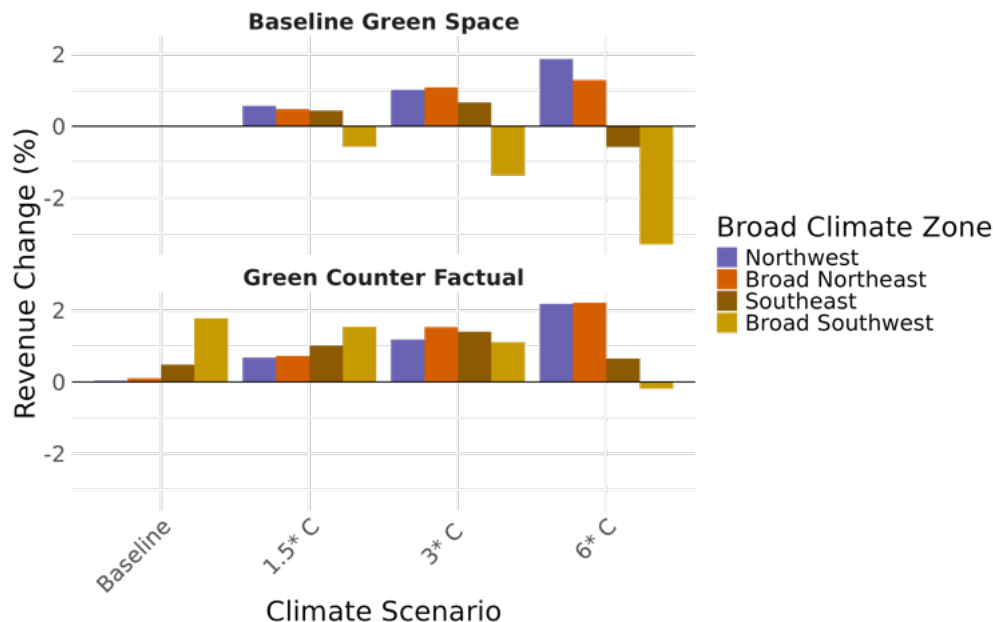 Baseline Green Space
2
0
-2
Green Counter Factual
2
0
-2
Revenue Change (%)
Baseline
1.5* C
3* C
6* C
Climate Scenario
Broad Climate Zone
Northwest
Broad Northeast
Southeast
Broad Southwest